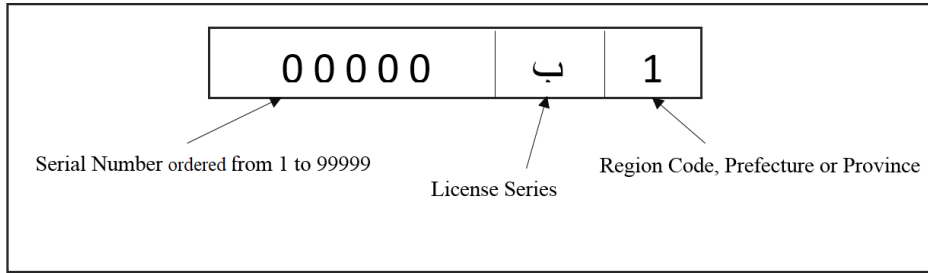 00000 ب 1
Serial Number ordered from 1 to 99999
Region Code, Prefecture or Province
License Series